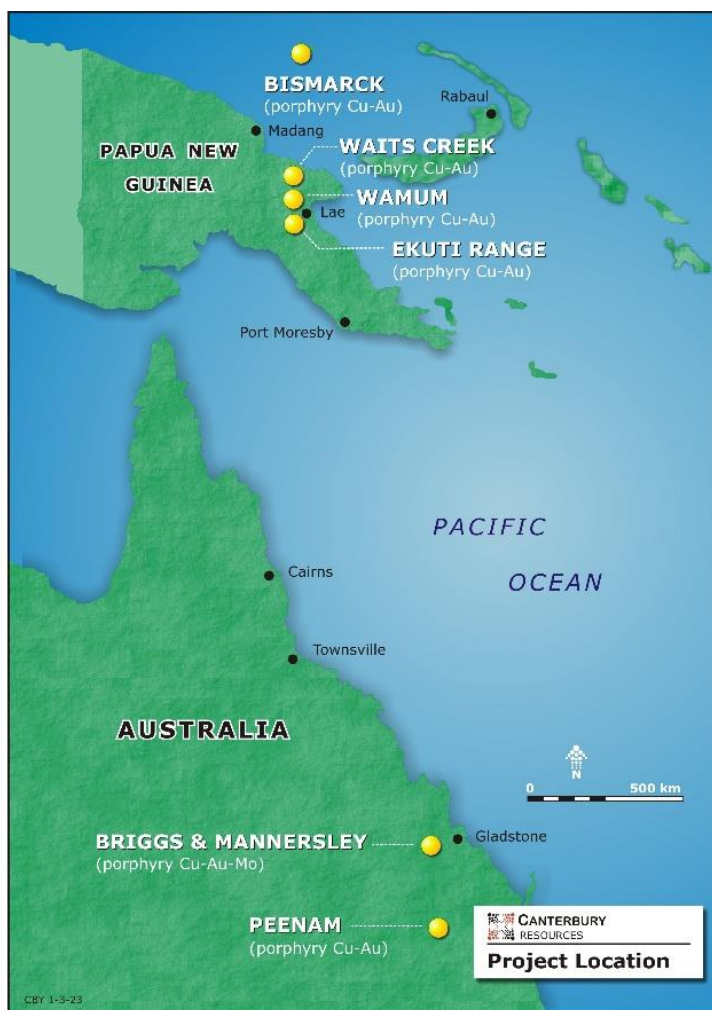 BISMARCK
(porphyry Cu-Au)
Rabaul
Madang
PAPUA NEW
GUINEA
WAITS CREEK
(porphyry Cu-Au)
WAMUM
(porphyry Cu-Au)
Lae
EKUTI RANGE
(porphyry Cu-Au)
Port Moresby
PACIFIC
OCEAN
Cairns
Townsville
AUSTRALIA
N
0 500 km
BRIGGS & MANNERSLEY
(porphyry Cu-Au-Mo)
Gladstone
PEENAM
(porphyry Cu-Au)
CANTERBURY
RESOURCES
Project Location
CBY 1-3-23